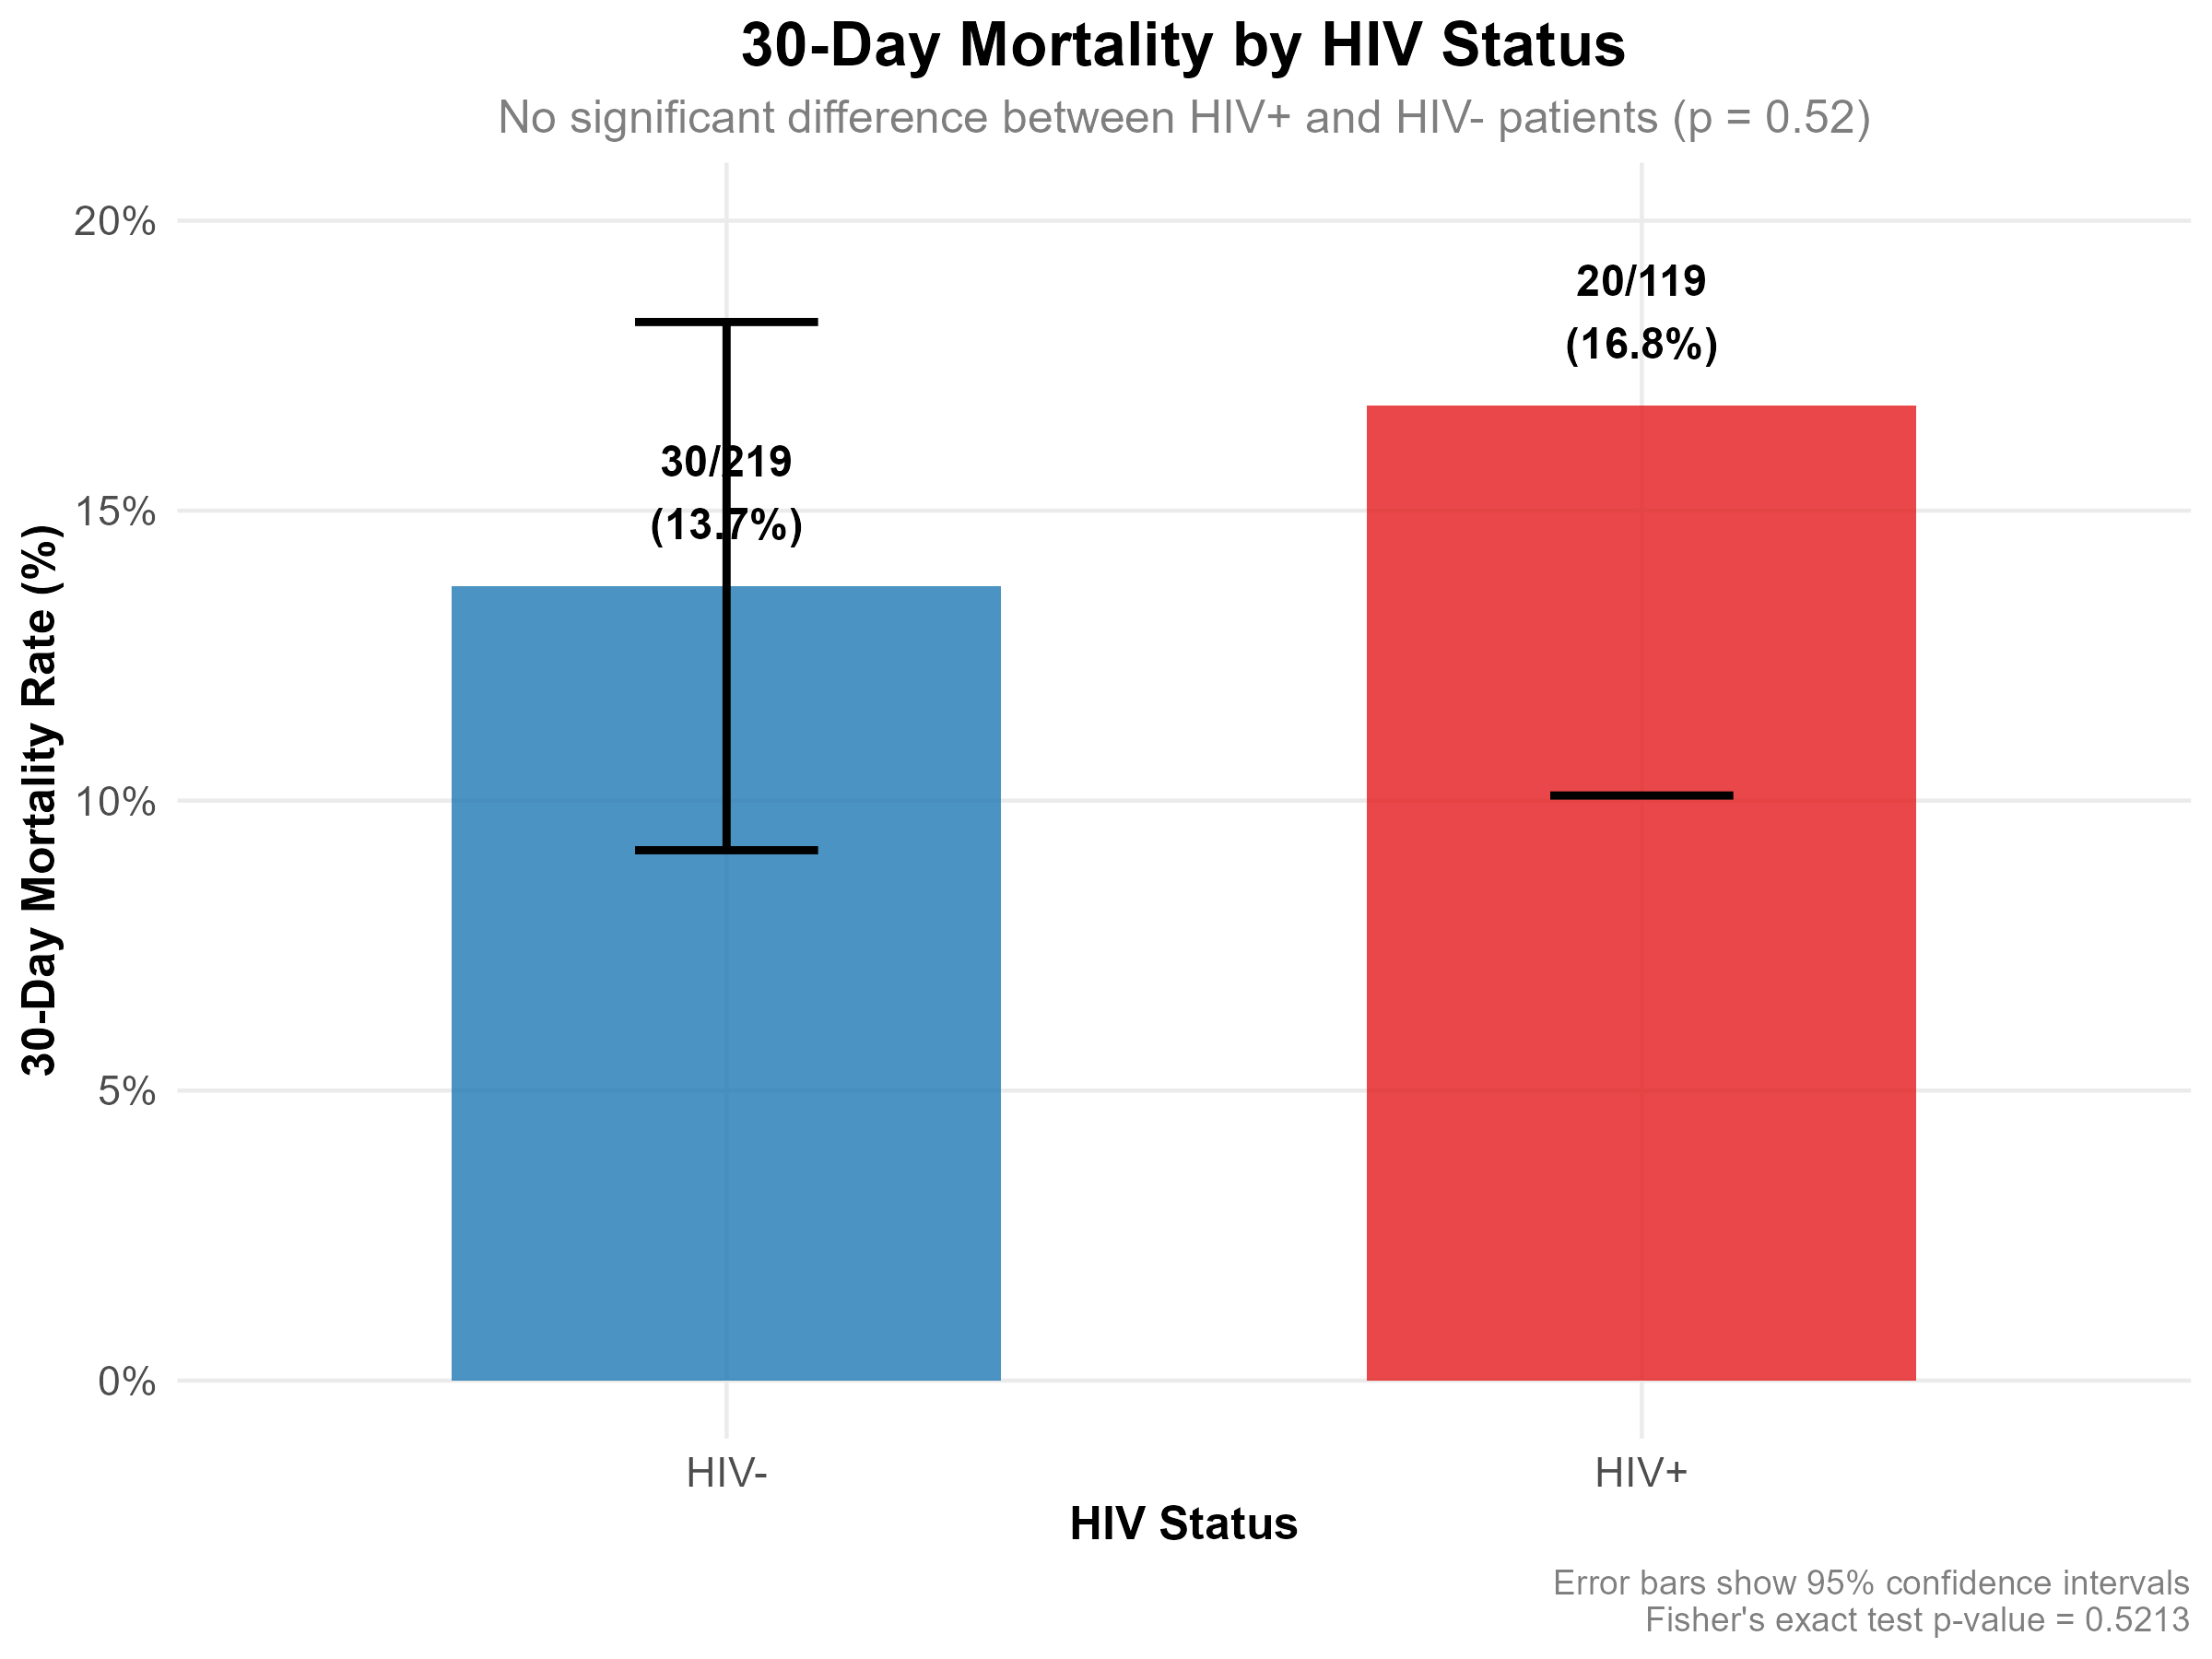 30-Day Mortality by HIV Status
No significant difference between HIV+ and HIV- patients (p = 0.52)
30-Day Mortality Rate (%)
20%
15%
10%
5%
0%
30/219
(13.7%)
20/119
(16.8%)
HIV-
HIV+
HIV Status
Error bars show 95% confidence intervals
Fisher's exact test p-value = 0.5213